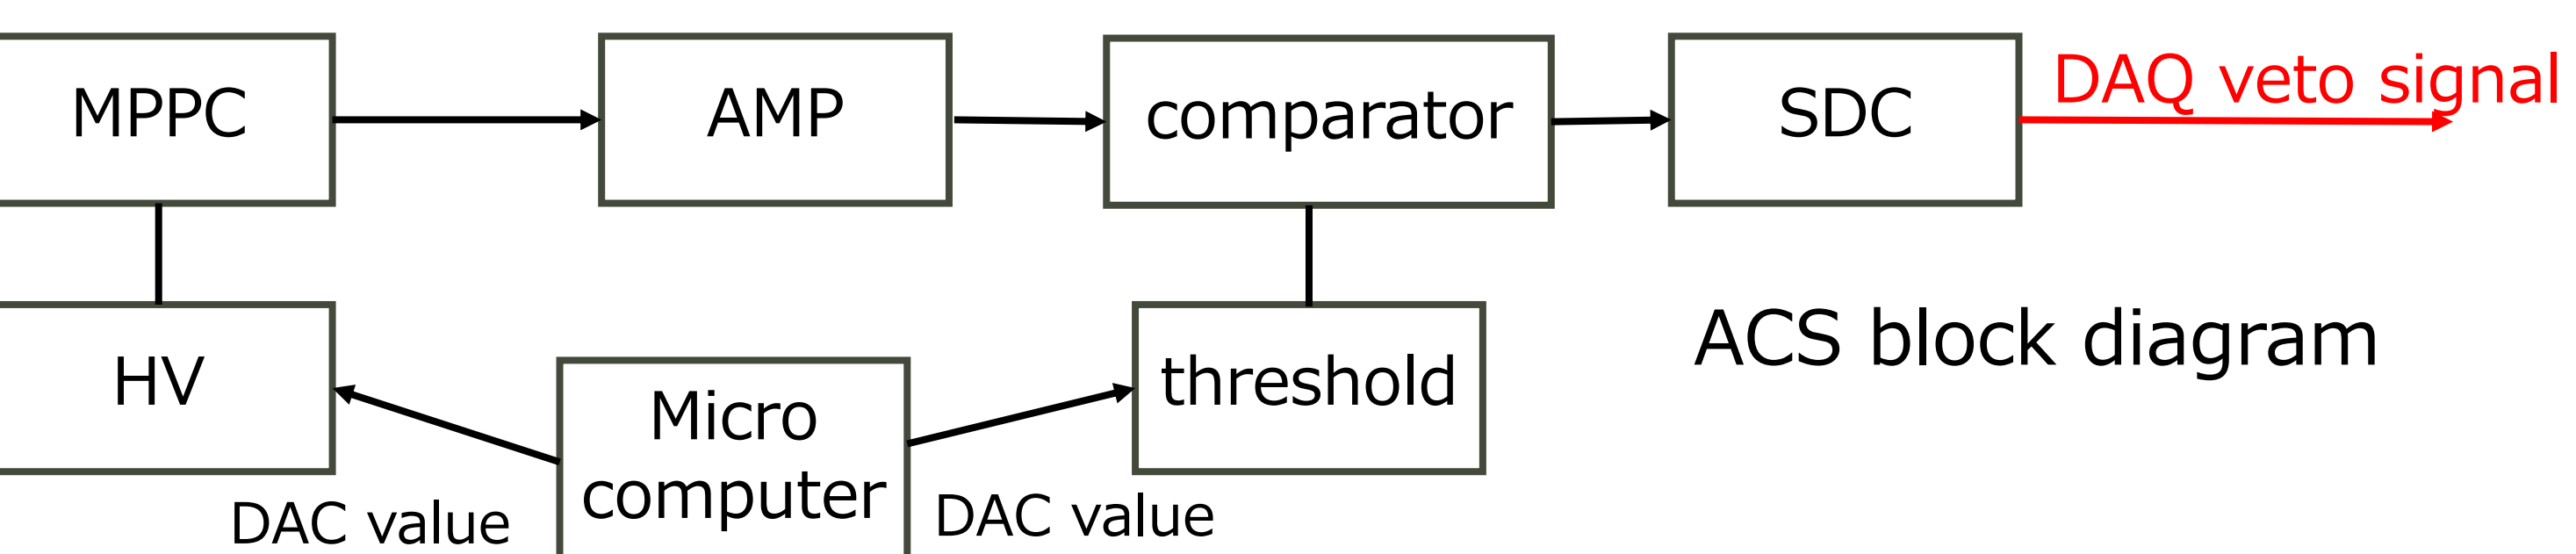 MPPC
AMP
comparator
SDC
DAQ veto signal
HV
Micro
computer
threshold
ACS block diagram
DAC value
DAC value